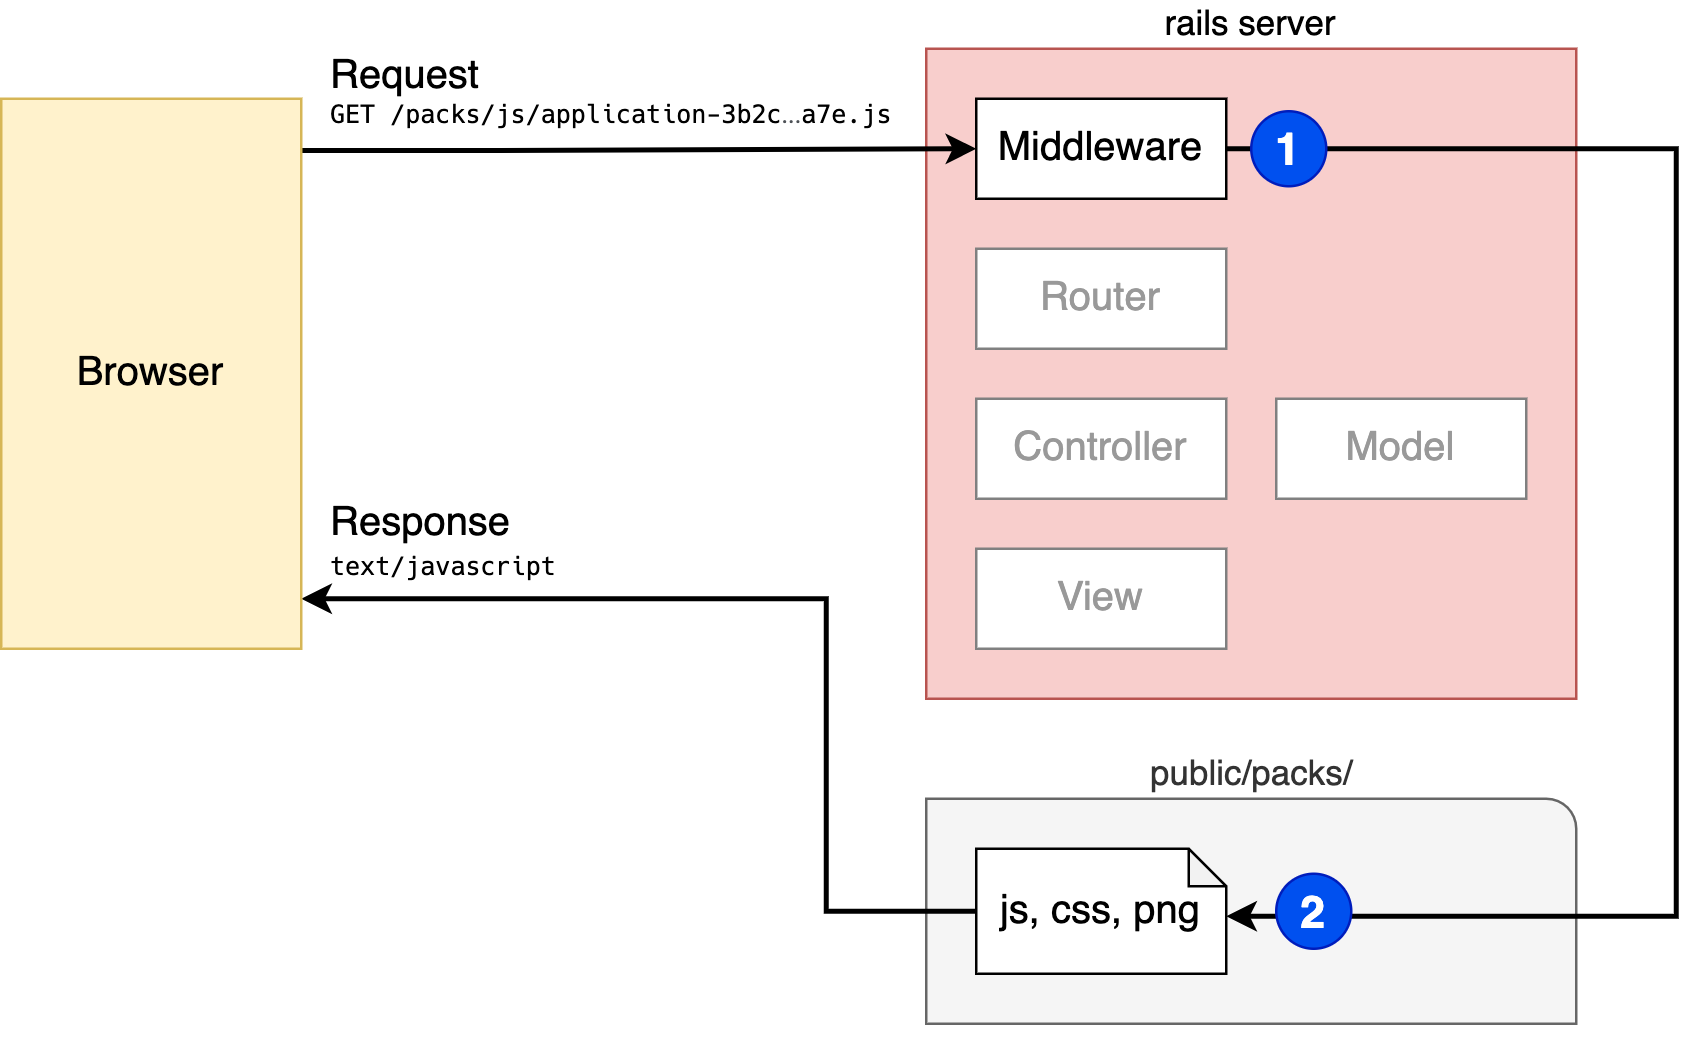 rails server
Request
GET /packs/js/application-3b2c...a7e.js
Middleware
1
Router
Browser
Controller
Model
Response
text/javascript
View
public/packs/
js, css, png
2